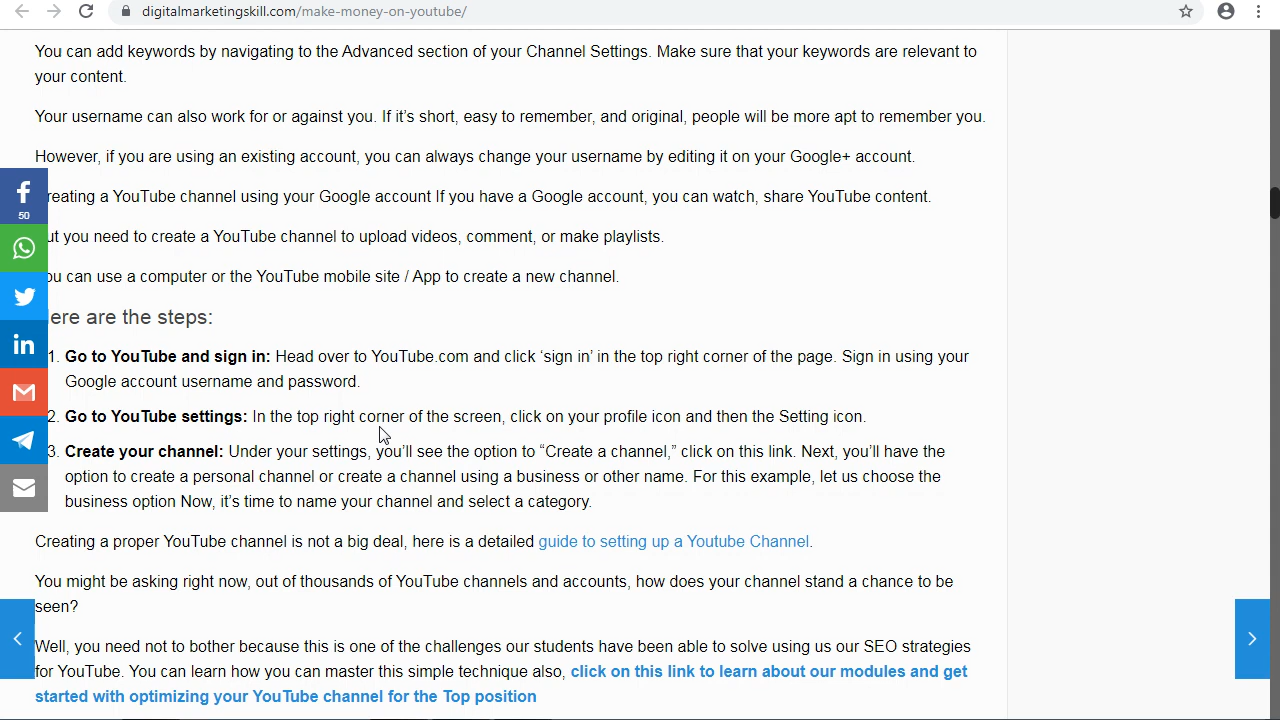 digitalmarketingskill.com/make-money-on-youtube/
You can add keywords by navigating to the Advanced section of your Channel Settings. Make sure that your keywords are relevant to
your content.
Your username can also work for or against you. If it's short, easy to remember, and original, people will be more apt to remember you.
However, if you are using an existing account, you can always change your username by editing it on your Google+ account.
reating a YouTube channel using your Google account If you have a Google account, you can watch, share YouTube content.
ut you need to create a YouTube channel to upload videos, comment, or make playlists.
ou can use a computer or the YouTube mobile site / App to create a new channel.
ere are the steps:
1. Go to YouTube and sign in: Head over to YouTube.com and click ‘sign in’ in the top right corner of the page. Sign in using your
Google account username and password.
2. Go to YouTube settings: In the top right corner of the screen, click on your profile icon and then the Setting icon.
3. Create your channel: Under your settings, you’ll see the option to “Create a channel,” click on this link. Next, you’ll have the
option to create a personal channel or create a channel using a business or other name. For this example, let us choose the
business option Now, it’s time to name your channel and select a category.
Creating a proper YouTube channel is not a big deal, here is a detailed guide to setting up a Youtube Channel.
You might be asking right now, out of thousands of YouTube channels and accounts, how does your channel stand a chance to be
seen?
Well, you need not to bother because this is one of the challenges our students have been able to solve using us our SEO strategies
for YouTube. You can learn how you can master this simple technique also, click on this link to learn about our modules and get
started with optimizing your YouTube channel for the Top position
50